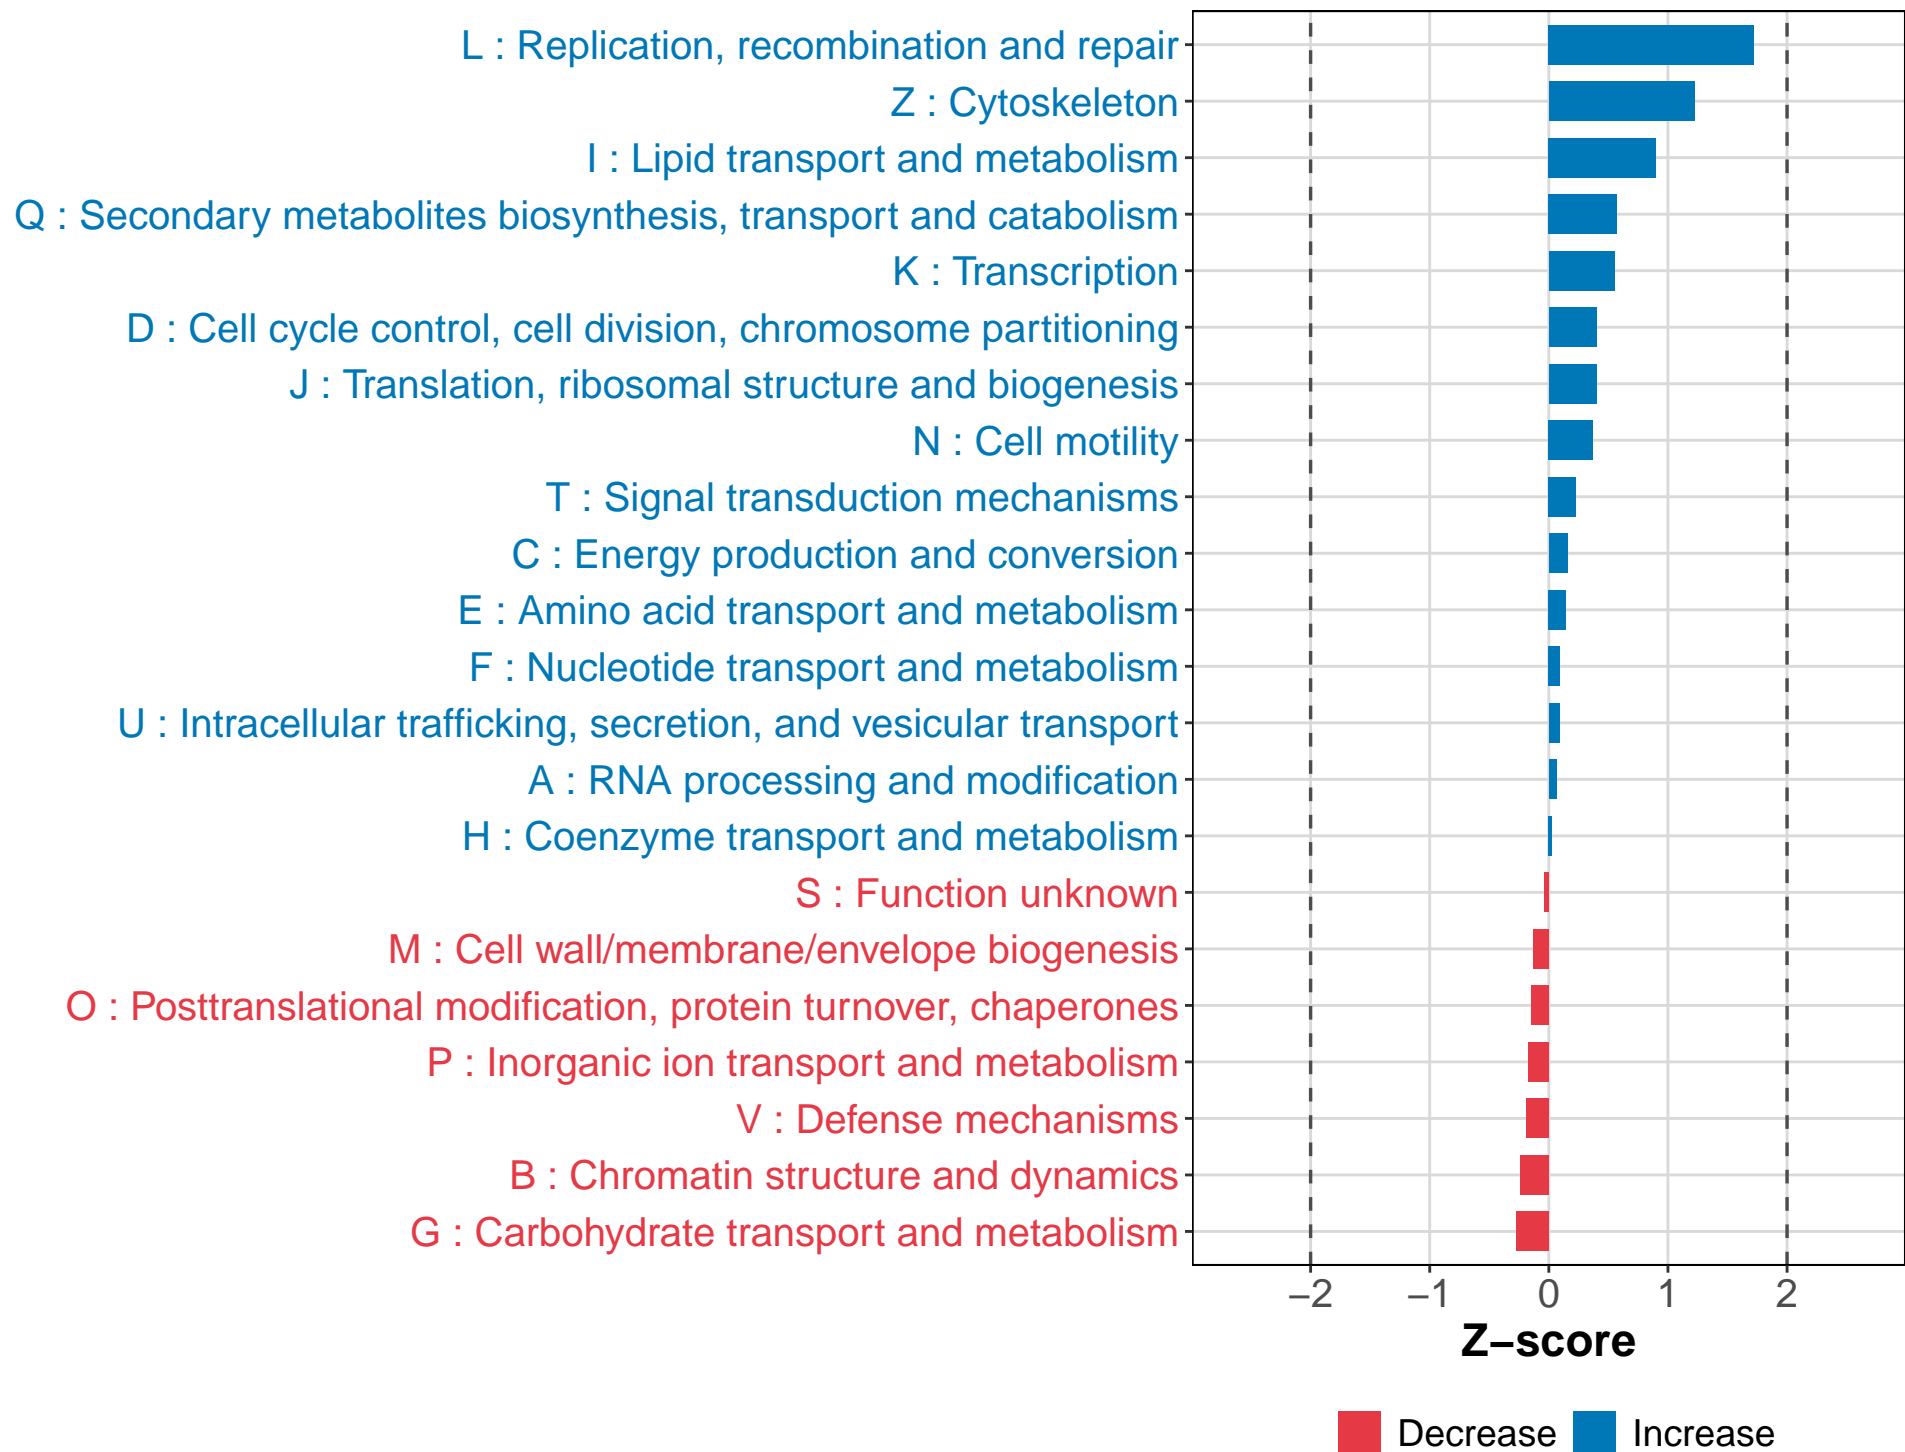 L : Replication, recombination and repair
Z : Cytoskeleton
I : Lipid transport and metabolism
Q : Secondary metabolites biosynthesis, transport and catabolism
K : Transcription
D : Cell cycle control, cell division, chromosome partitioning
J : Translation, ribosomal structure and biogenesis
N : Cell motility
T : Signal transduction mechanisms
C : Energy production and conversion
E : Amino acid transport and metabolism
F : Nucleotide transport and metabolism
U : Intracellular trafficking, secretion, and vesicular transport
A : RNA processing and modification
H : Coenzyme transport and metabolism
S : Function unknown
M : Cell wall/membrane/envelope biogenesis
O : Posttranslational modification, protein turnover, chaperones
P : Inorganic ion transport and metabolism
V : Defense mechanisms
B : Chromatin structure and dynamics
G : Carbohydrate transport and metabolism
−2 −1 0 1 2
Z−score
Decrease Increase